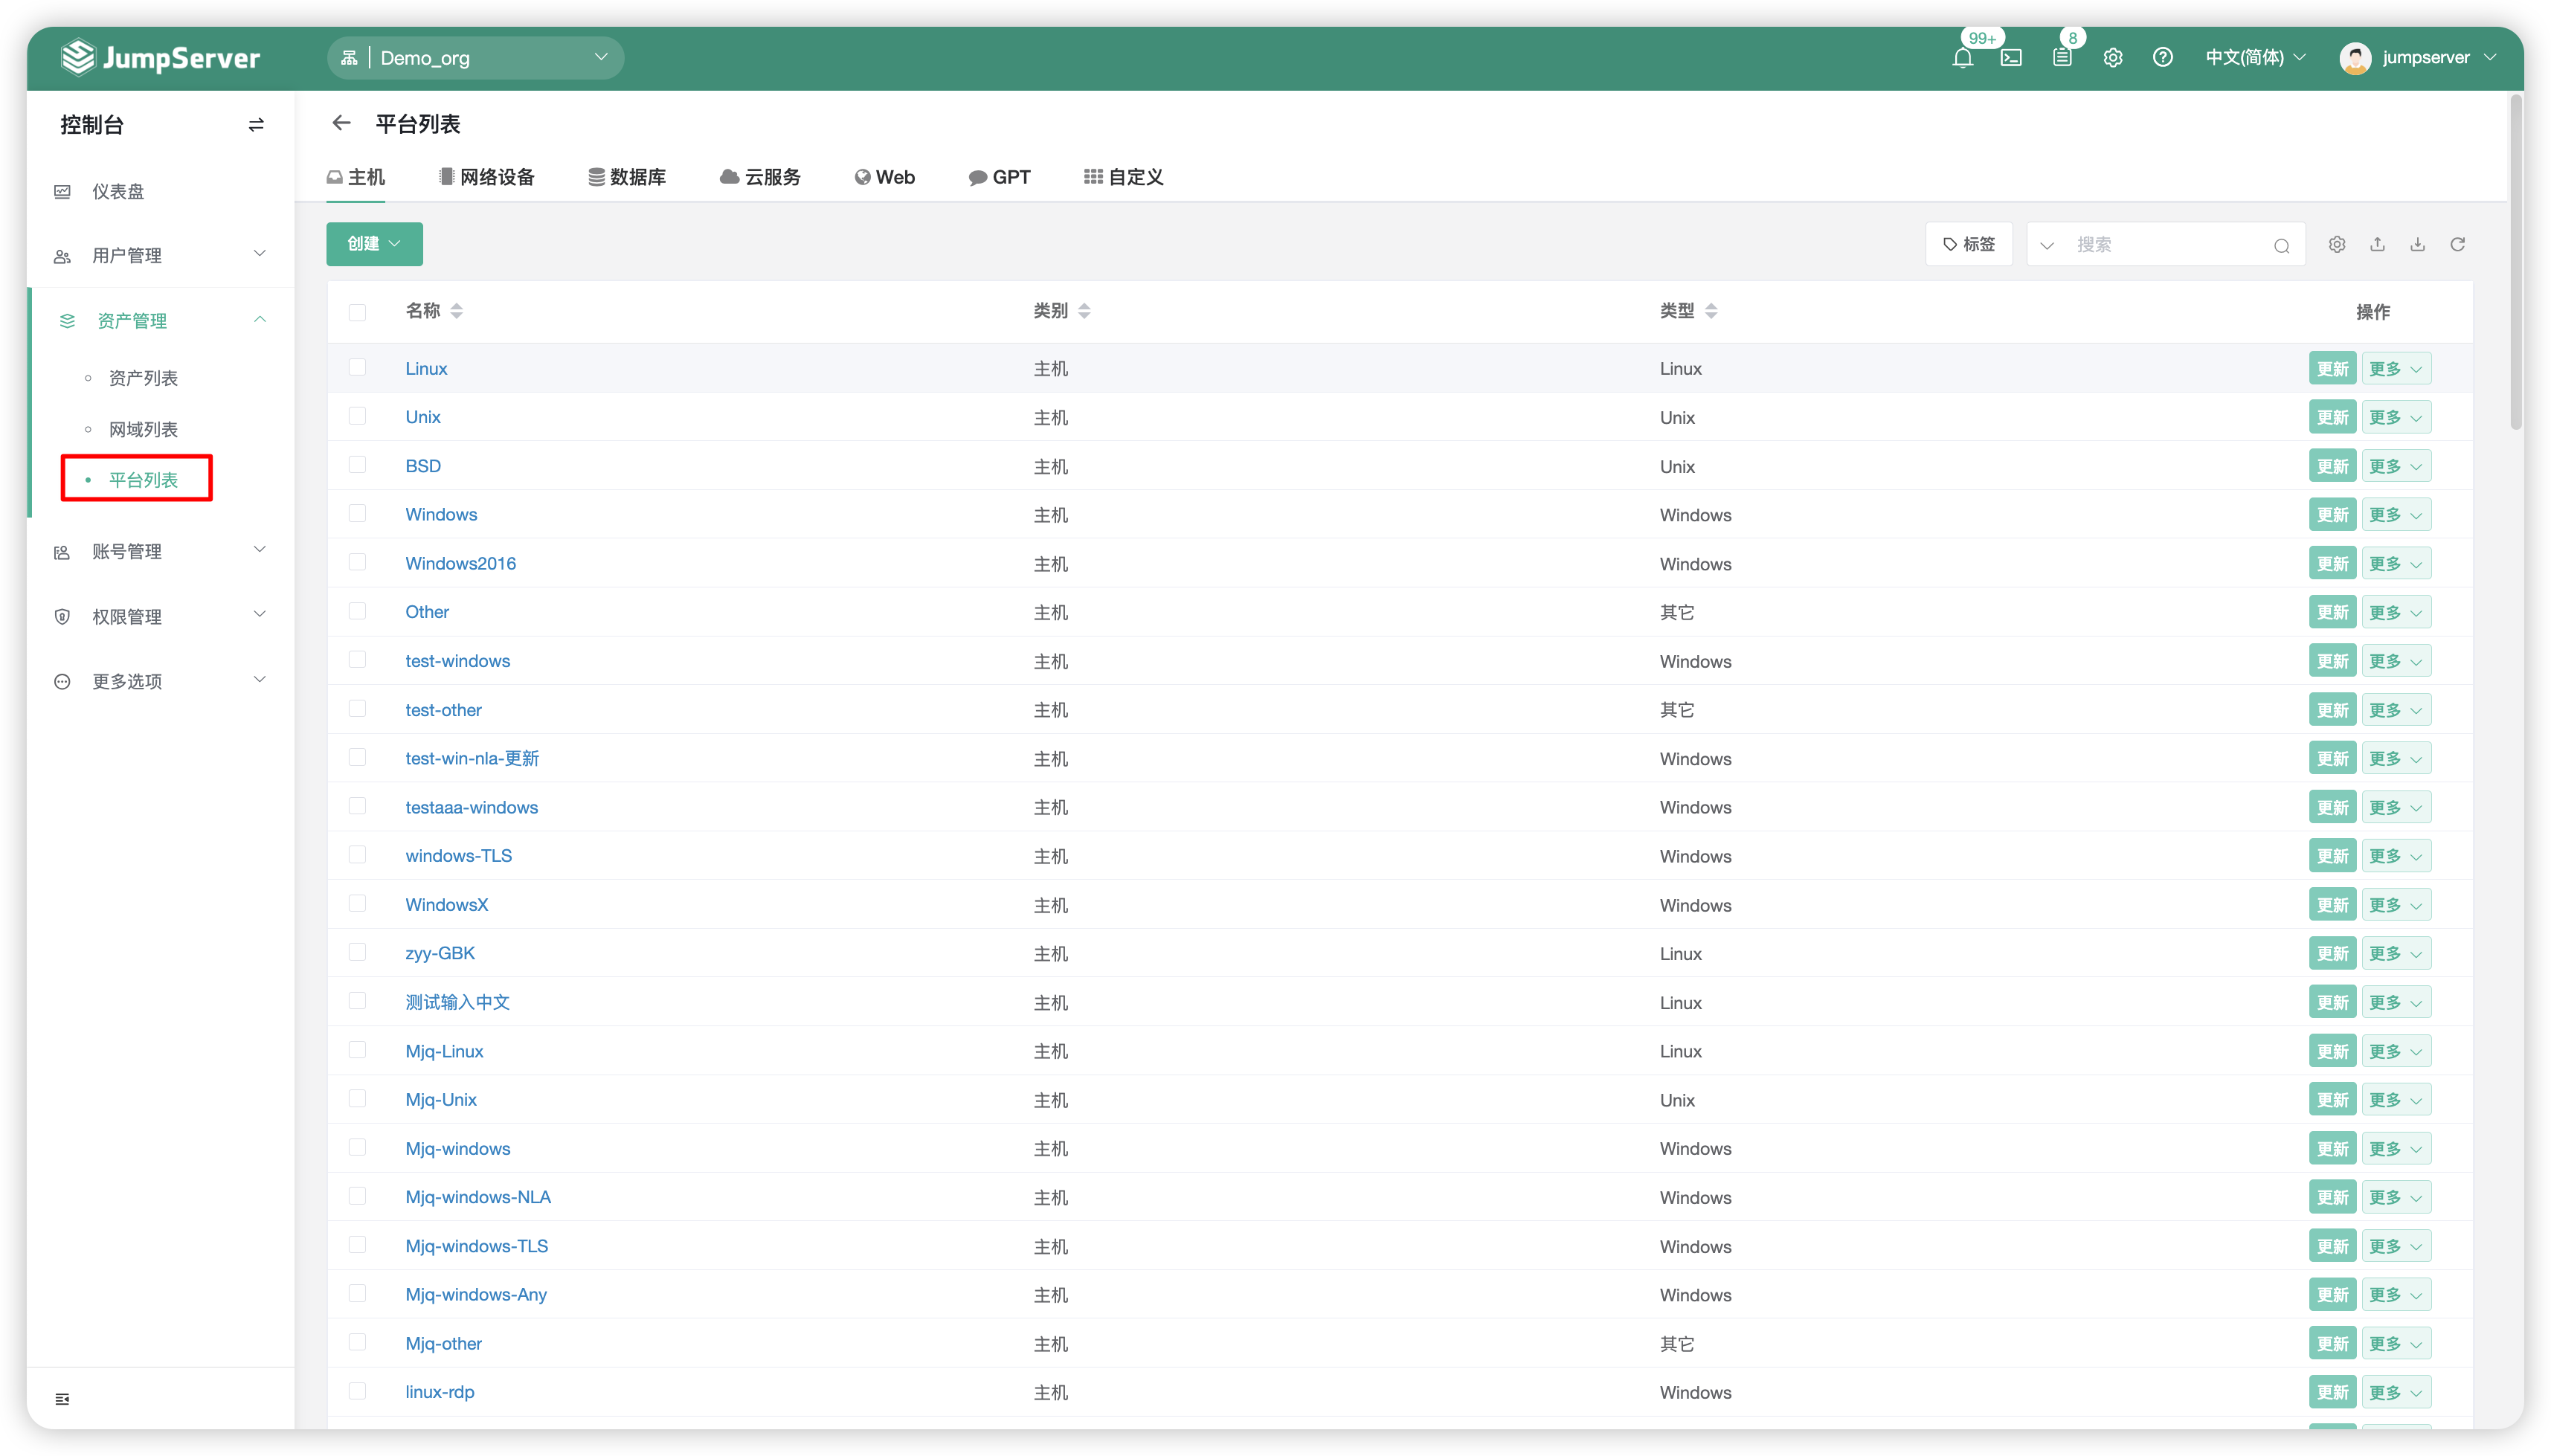 JumpServer
Demo_org
99+
8
中文(简体)
jumpserver
控制台
仪表盘
用户管理
资产管理
资产列表
网域列表
平台列表
账号管理
权限管理
更多选项
平台列表
主机 网络设备 数据库 云服务 Web GPT 自定义
创建 标签 搜索
名称 类别 类型 操作
Linux 主机 Linux 更新 更多
Unix 主机 Unix 更新 更多
BSD 主机 Unix 更新 更多
Windows 主机 Windows 更新 更多
Windows2016 主机 Windows 更新 更多
Other 主机 其它 更新 更多
test-windows 主机 Windows 更新 更多
test-other 主机 其它 更新 更多
test-win-nla-更新 主机 Windows 更新 更多
testaaa-windows 主机 Windows 更新 更多
windows-TLS 主机 Windows 更新 更多
WindowsX 主机 Windows 更新 更多
zyy-GBK 主机 Linux 更新 更多
测试输入中文 主机 Linux 更新 更多
Mjq-Linux 主机 Linux 更新 更多
Mjq-Unix 主机 Unix 更新 更多
Mjq-windows 主机 Windows 更新 更多
Mjq-windows-NLA 主机 Windows 更新 更多
Mjq-windows-TLS 主机 Windows 更新 更多
Mjq-windows-Any 主机 Windows 更新 更多
Mjq-other 主机 其它 更新 更多
linux-rdp 主机 Windows 更新 更多